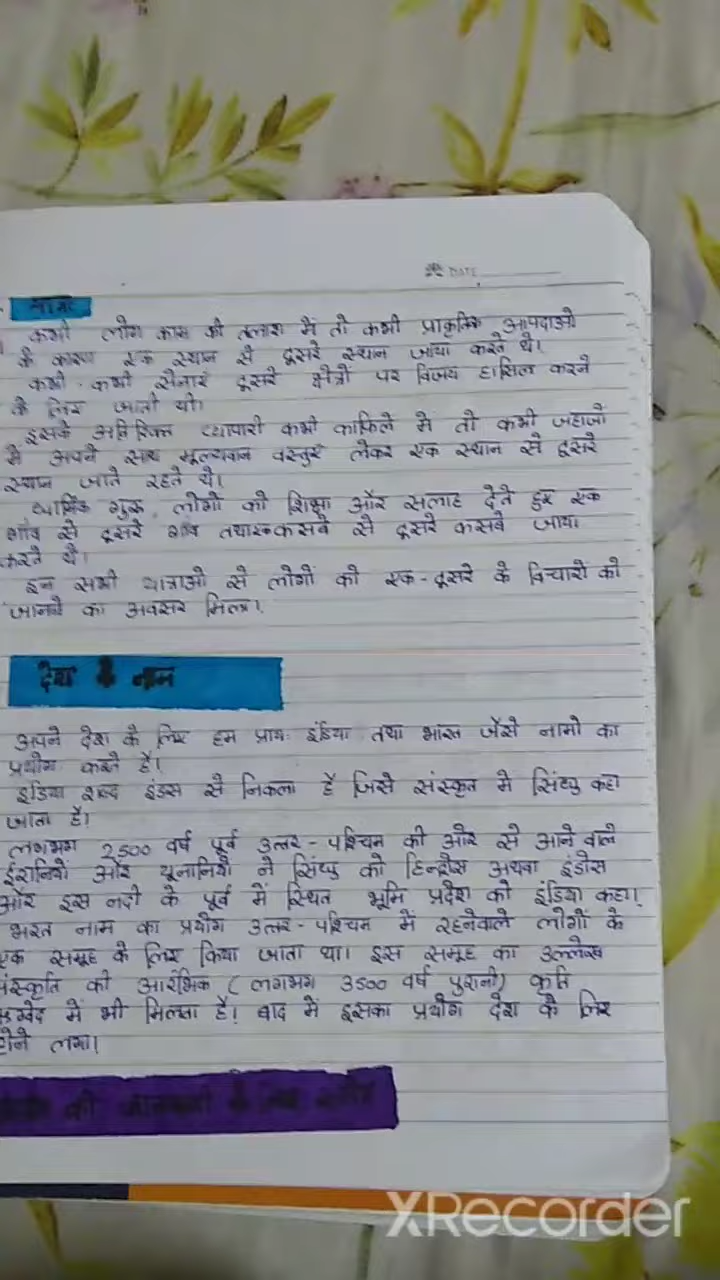 DATE
कभी लोग काम की तलाश में तो कभी प्राकृतिक आपदाओ
के कारण एक स्थान से दूसरे स्थान जाया करते थे।
कभी-कभी सेनाएं दूसरे क्षेत्रों पर विजय हासिल करने
के लिए जाती थी।
इसके अतिरिक्त व्यापारी कभी काफिले मे तो कभी जहाजो
मे अपने साथ मूल्यवान वस्तुएं लेकर एक स्थान से दूसरे
स्थान जाते रहते थे।
धार्मिक गुरू, लोगो को शिक्षा और सलाह देते हुए एक
गाँव से दूसरे गाँव तथा एक कसबे से दूसरे कसबे जाया
करते थे।
इन सभी यात्राओ से लोगो को एक-दूसरे के विचारो को
जानने का अवसर मिला।
देश के नाम
अपने देश के लिए हम प्रायः इंडिया तथा भारत जैसे नामो का
प्रयोग करते है।
इंडिया शब्द इंडस से निकला है जिसे संस्कृत मे सिंधु कहा
जाता है।
लगभग 2500 वर्ष पूर्व उत्तर-पश्चिम की ओर से आने वाले
ईरानियो और यूनानियो ने सिंधु को हिन्दोस अथवा इंडोस
और इस नदी के पूर्व में स्थित भूमि प्रदेश को इंडिया कहा।
भरत नाम का प्रयोग उत्तर-पश्चिम में रहनेवाले लोगों के
एक समूह के लिए किया जाता था। इस समूह का उल्लेख
संस्कृति की आरंभिक (लगभग 3500 वर्ष पुरानी) कृति
ऋग्वेद में भी मिलता है। बाद मे इसका प्रयोग देश के लिए
होने लगा।
की जानकारी के
XRecorder